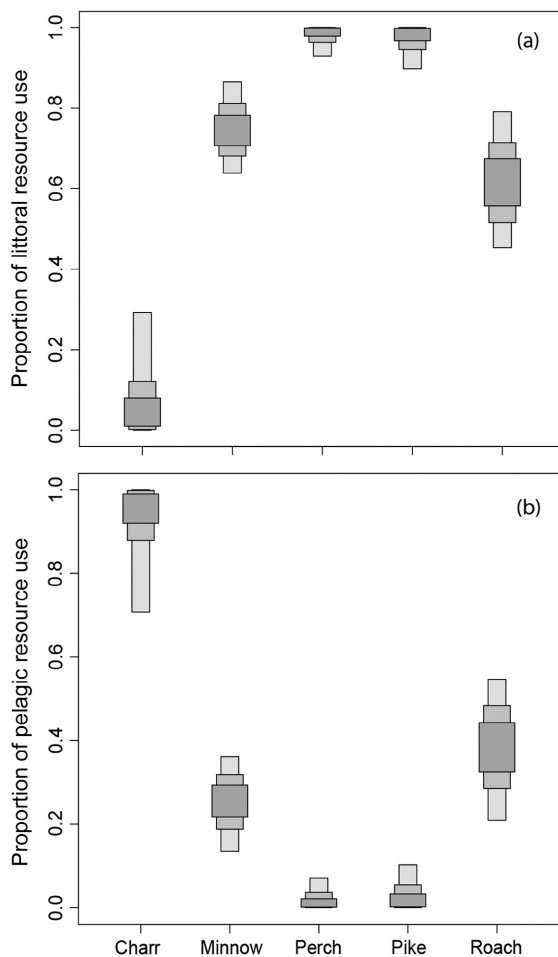 (a)
Proportion of littoral resource use
1.0
0.8
0.6
0.4
0.2
0.0
(b)
Proportion of pelagic resource use
1.0
0.8
0.6
0.4
0.2
0.0
Charr Minnow Perch Pike Roach